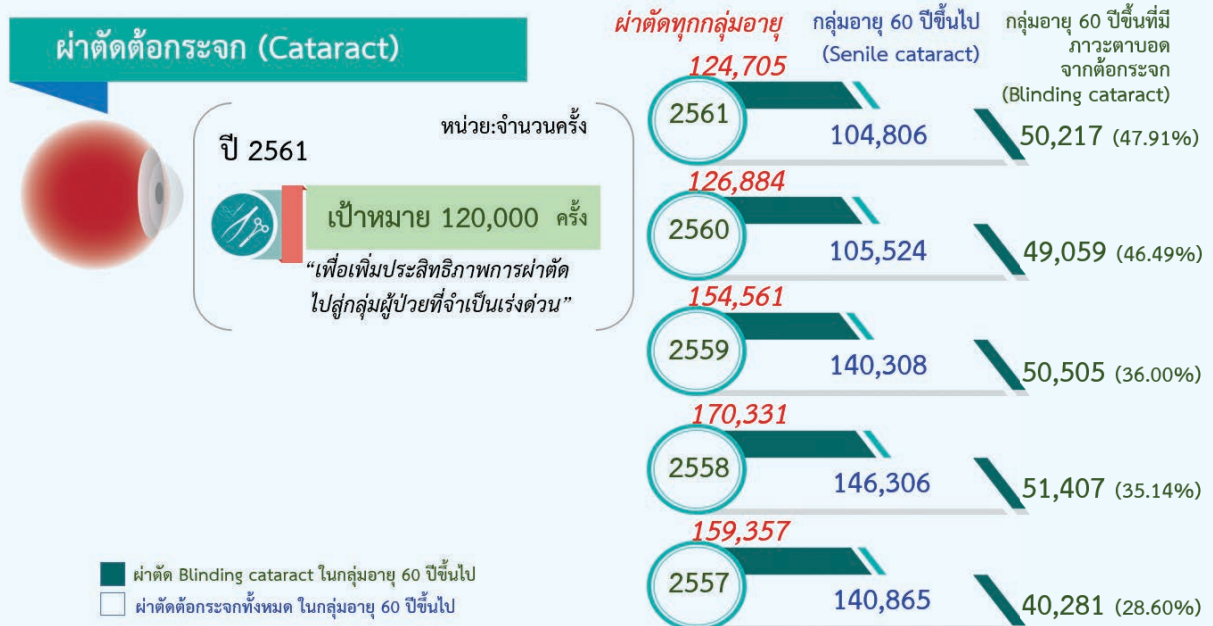 ผ่าตัดต้อกระจก (Cataract)
หน่วย:จำนวนครั้ง
ปี 2561
เป้าหมาย 120,000 ครั้ง
“เพื่อเพิ่มประสิทธิภาพการผ่าตัด
ไปสู่กลุ่มผู้ป่วยที่จำเป็นเร่งด่วน”
ผ่าตัดทุกกลุ่มอายุ
กลุ่มอายุ 60 ปีขึ้นไป
(Senile cataract)
กลุ่มอายุ 60 ปีขึ้นที่มี
ภาวะตาบอด
จากต้อกระจก
(Blinding cataract)
124,705
2561
104,806
50,217 (47.91%)
126,884
2560
105,524
49,059 (46.49%)
154,561
2559
140,308
50,505 (36.00%)
170,331
2558
146,306
51,407 (35.14%)
159,357
2557
140,865
40,281 (28.60%)
ผ่าตัด Blinding cataract ในกลุ่มอายุ 60 ปีขึ้นไป
ผ่าตัดต้อกระจกทั้งหมด ในกลุ่มอายุ 60 ปีขึ้นไป